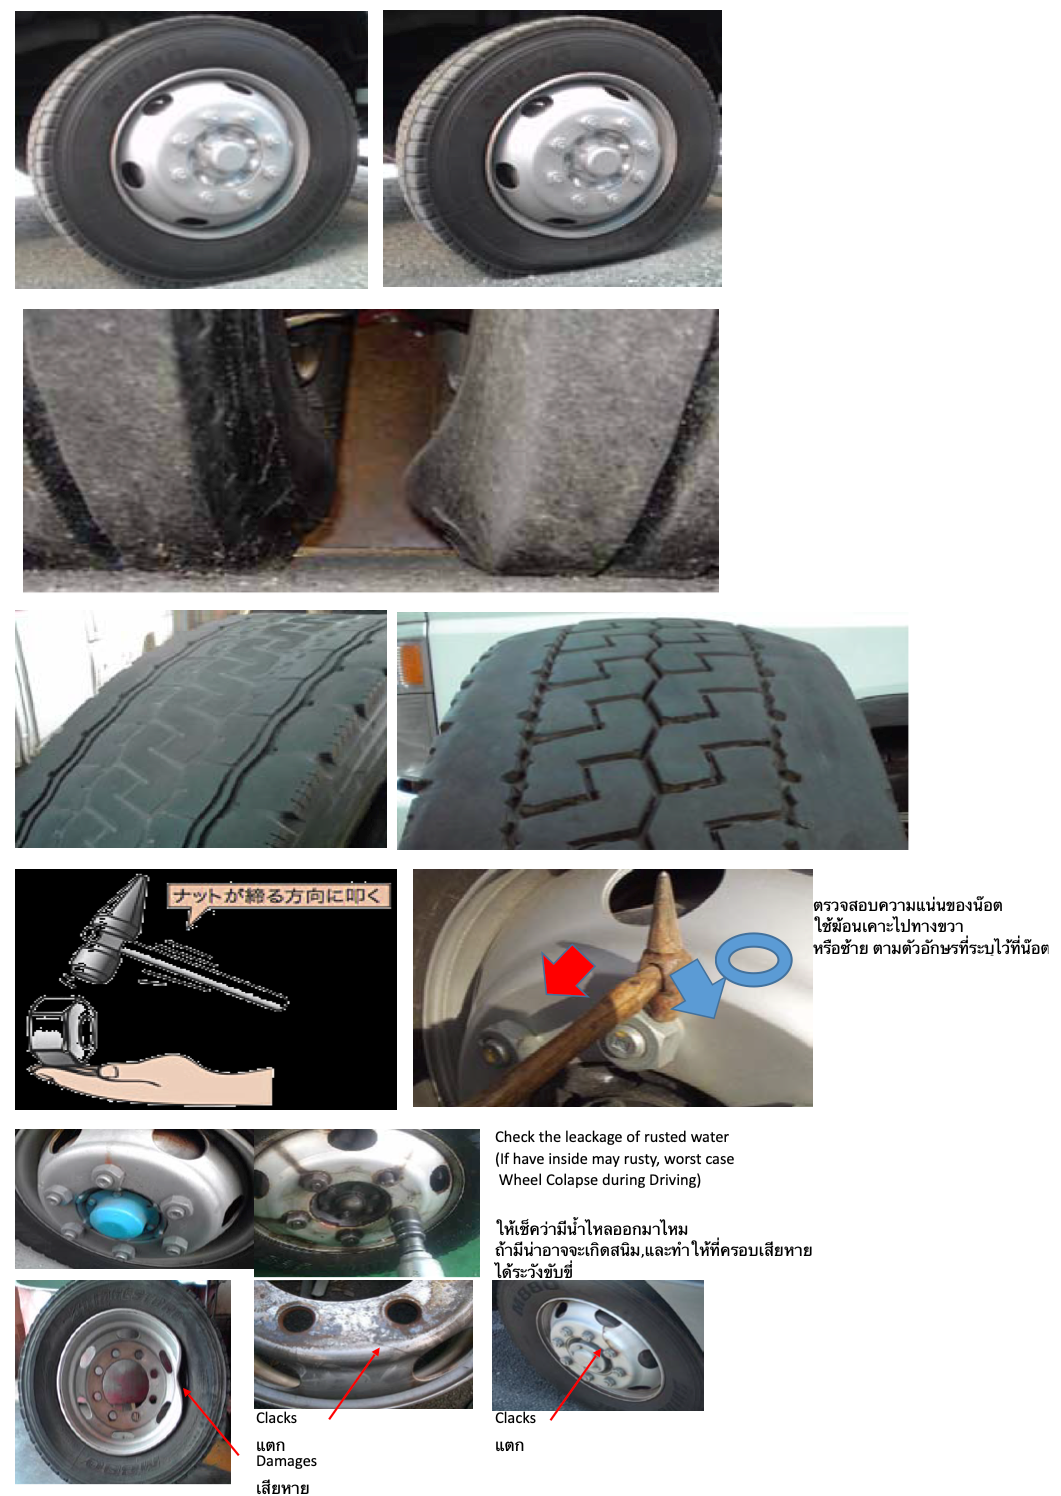 ナットが締る方向に叩く
ตรวจสอบความแน่นของน๊อต
ใช้ฆ้อนเคาะไปทางขวา
หรือซ้าย ตามตัวอักษรที่ระบุไว้ที่น๊อต
Check the leackage of rusted water
(If have inside may rusty, worst case
Wheel Colapse during Driving)
ให้เช็คว่ามีน้ำไหลออกมาไหม
ถ้ามีน่าอาจจะเกิดสนิม,และทำให้ที่ครอบเสียหาย
ได้ระวังขับขี่
Clacks
แตก
Damages
เสียหาย
Clacks
แตก